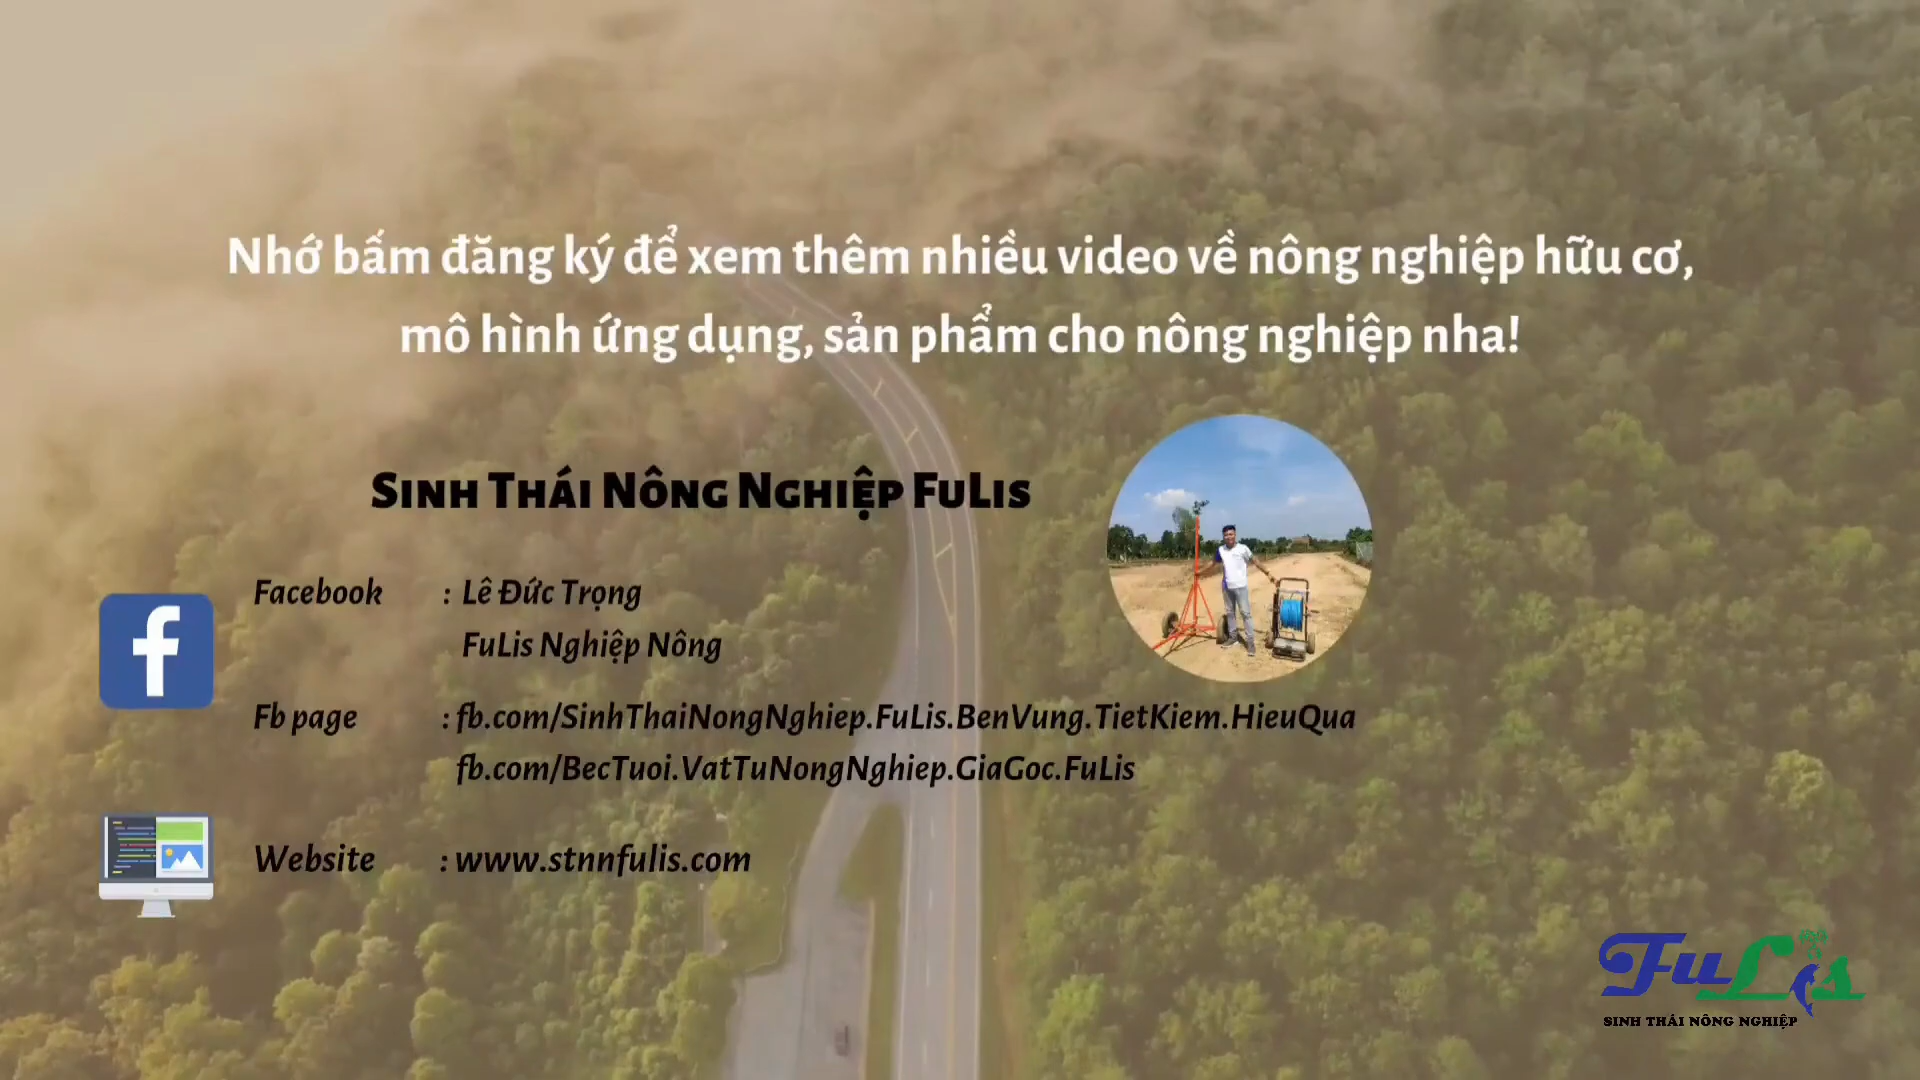 Nhớ bấm đăng ký để xem thêm nhiều video về nông nghiệp hữu cơ,
mô hình ứng dụng, sản phẩm cho nông nghiệp nha!
Sinh Thái Nông Nghiệp FuLis
Facebook : Lê Đức Trọng
FuLis Nghiệp Nông
Fb page : fb.com/SinhThaiNongNghiep.FuLis.BenVung.TietKiem.HieuQua
fb.com/BecTuoi.VatTuNongNghiep.GiaGoc.FuLis
Website : www.stnnfulis.com
FuLis
SINH THÁI NÔNG NGHIỆP